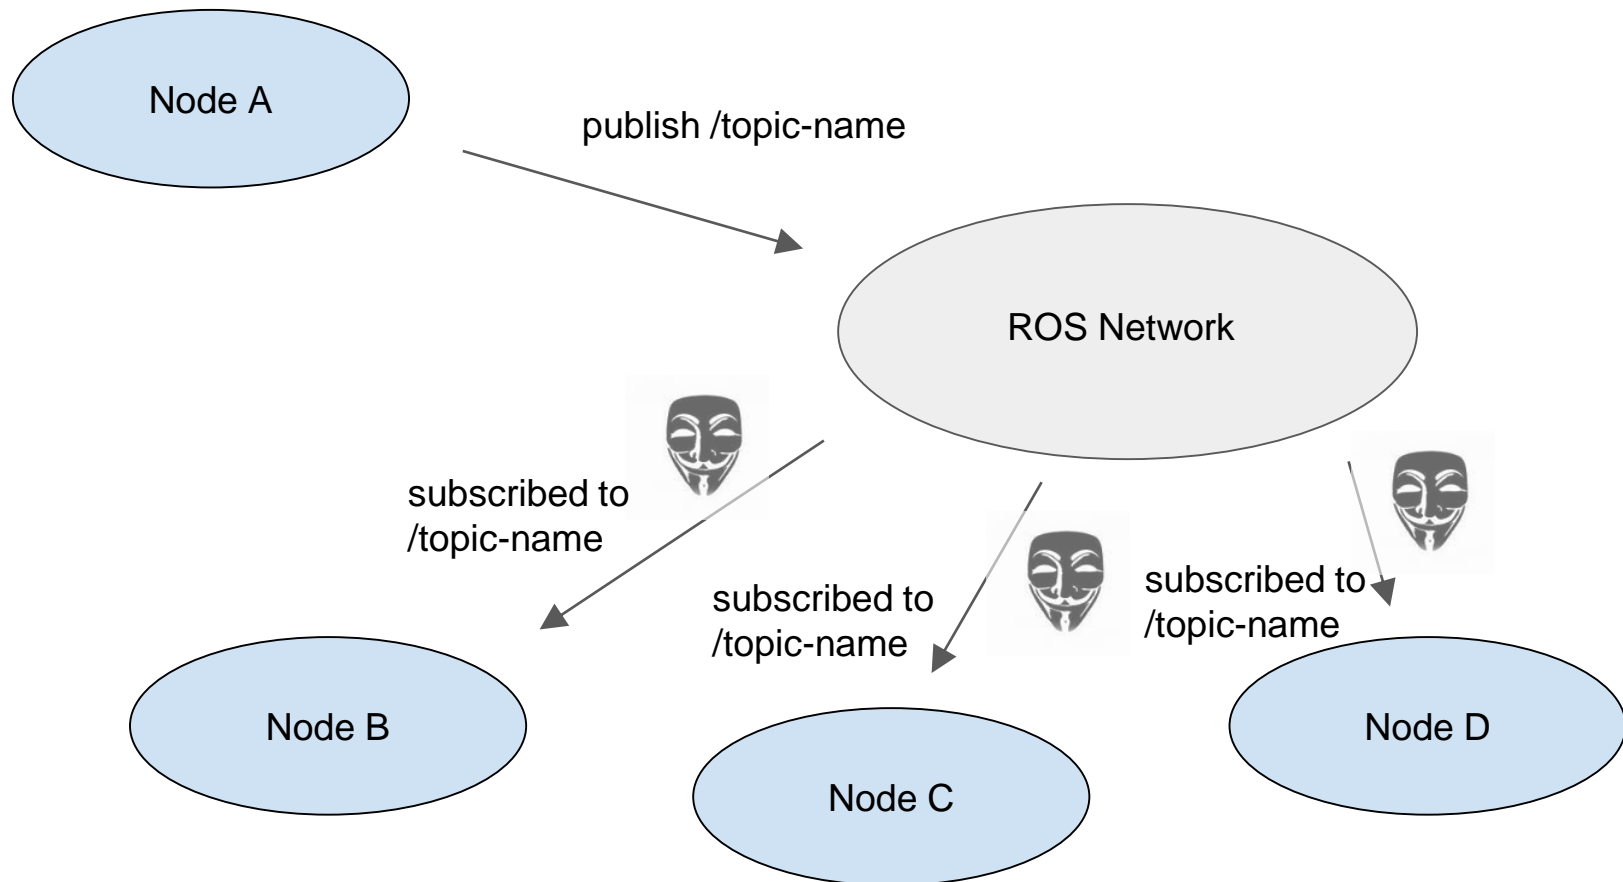 Node A
publish /topic-name
ROS Network
subscribed to
/topic-name
subscribed to
/topic-name
subscribed to
/topic-name
Node B
Node C
Node D